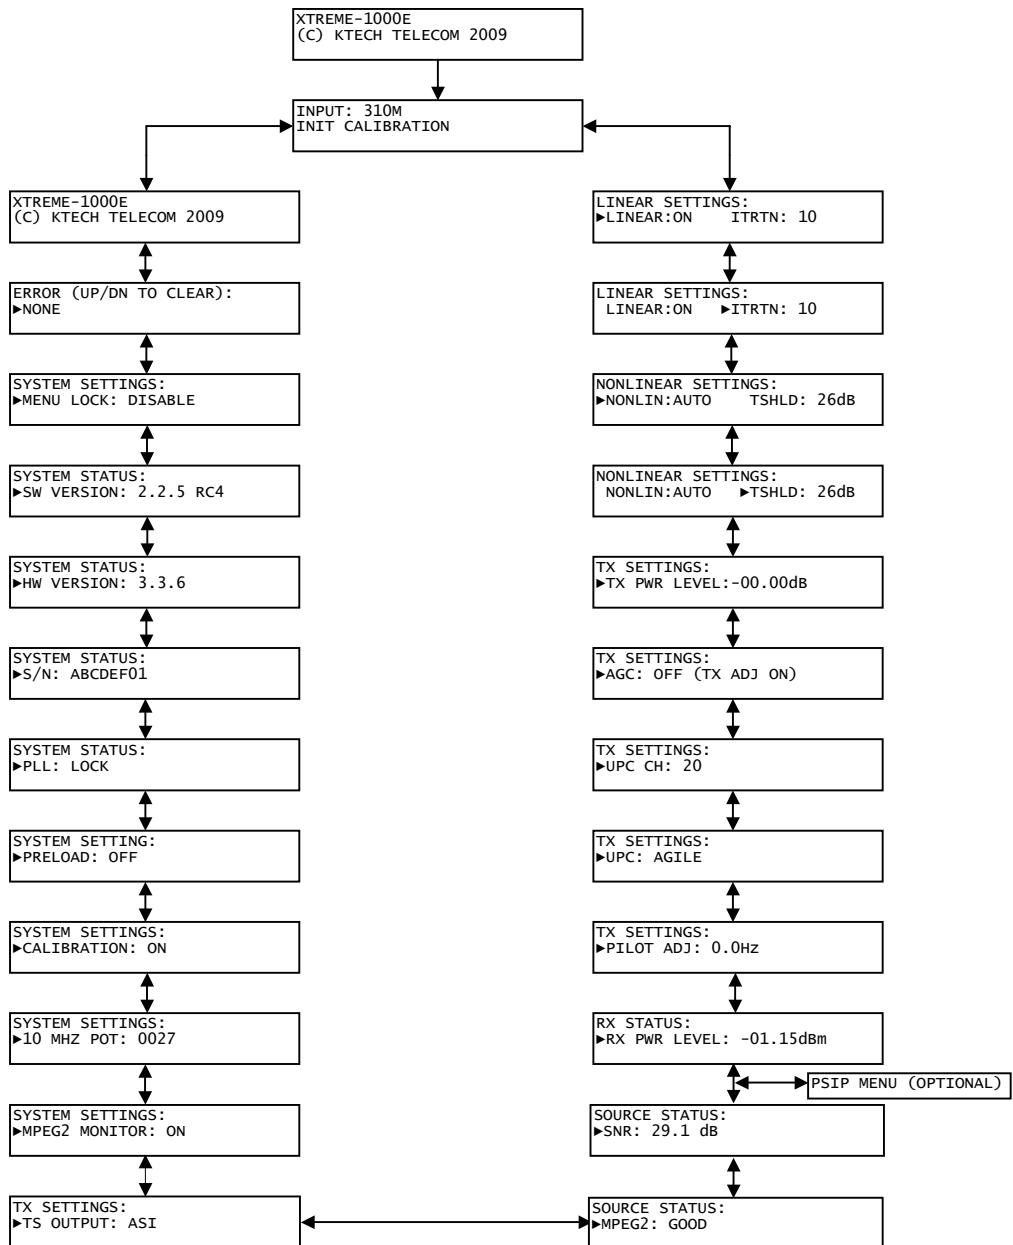 XTREME-1000E
(C) KTECH TELECOM 2009
INPUT: 310M
INIT CALIBRATION
XTREME-1000E
(C) KTECH TELECOM 2009
ERROR (UP/DN TO CLEAR):
►NONE
SYSTEM SETTINGS:
►MENU LOCK: DISABLE
SYSTEM STATUS:
►SW VERSION: 2.2.5 RC4
SYSTEM STATUS:
►HW VERSION: 3.3.6
SYSTEM STATUS:
►S/N: ABCDEF01
SYSTEM STATUS:
►PLL: LOCK
SYSTEM SETTING:
►PRELOAD: OFF
SYSTEM SETTINGS:
►CALIBRATION: ON
SYSTEM SETTINGS:
►10 MHZ POT: 0027
SYSTEM SETTINGS:
►MPEG2 MONITOR: ON
TX SETTINGS:
►TS OUTPUT: ASI
LINEAR SETTINGS:
►LINEAR:ON ITRTN: 10
LINEAR SETTINGS:
LINEAR:ON ►ITRTN: 10
NONLINEAR SETTINGS:
►NONLIN:AUTO TSHLD: 26dB
NONLINEAR SETTINGS:
NONLIN:AUTO ►TSHLD: 26dB
TX SETTINGS:
►TX PWR LEVEL:-00.00dB
TX SETTINGS:
►AGC: OFF (TX ADJ ON)
TX SETTINGS:
►UPC CH: 20
TX SETTINGS:
►UPC: AGILE
TX SETTINGS:
►PILOT ADJ: 0.0Hz
RX STATUS:
►RX PWR LEVEL: -01.15dBm
PSIP MENU (OPTIONAL)
SOURCE STATUS:
►SNR: 29.1 dB
SOURCE STATUS:
►MPEG2: GOOD